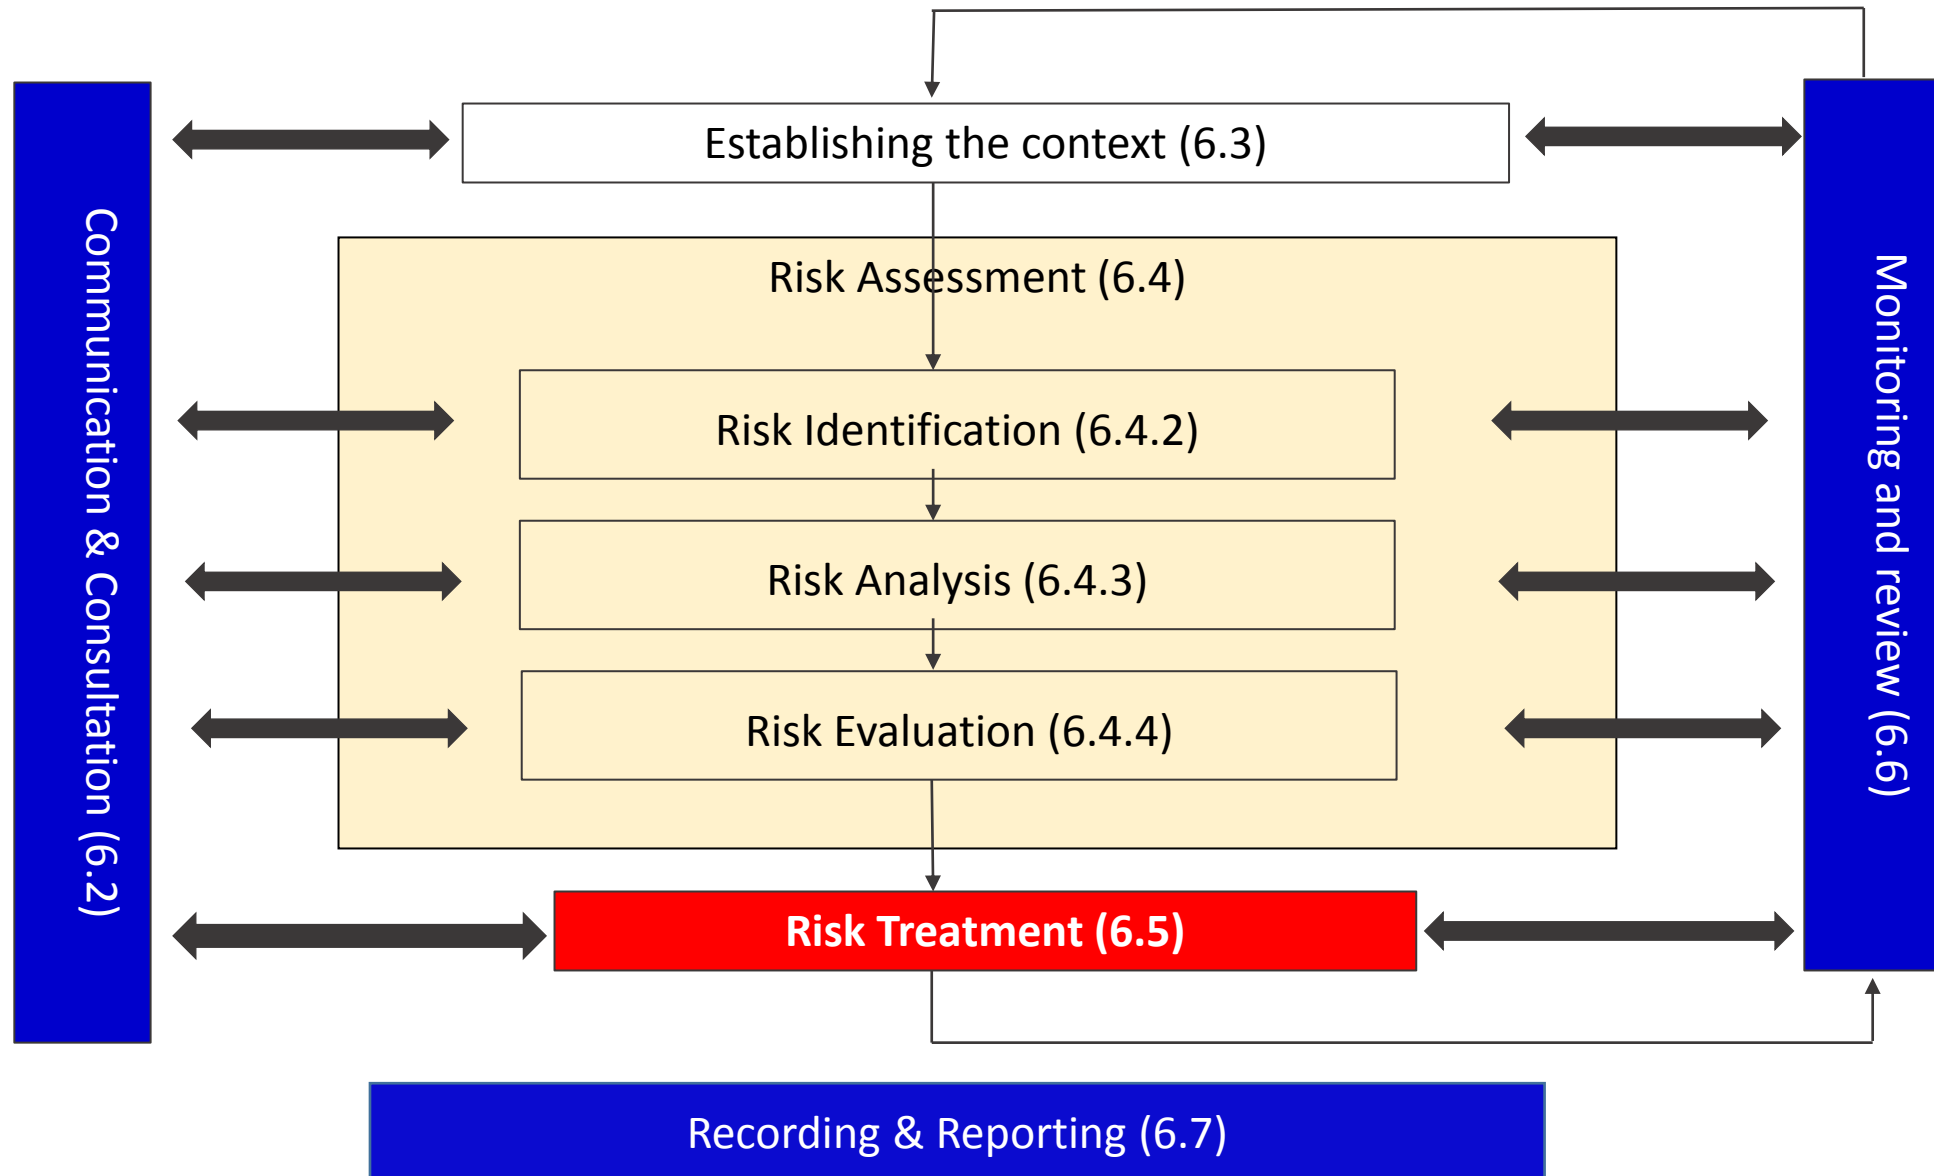 Establishing the context (6.3)
Communication & Consultation (6.2)
Risk Assessment (6.4)
Monitoring and review (6.6)
Risk Identification (6.4.2)
Risk Analysis (6.4.3)
Risk Evaluation (6.4.4)
Risk Treatment (6.5)
Recording & Reporting (6.7)